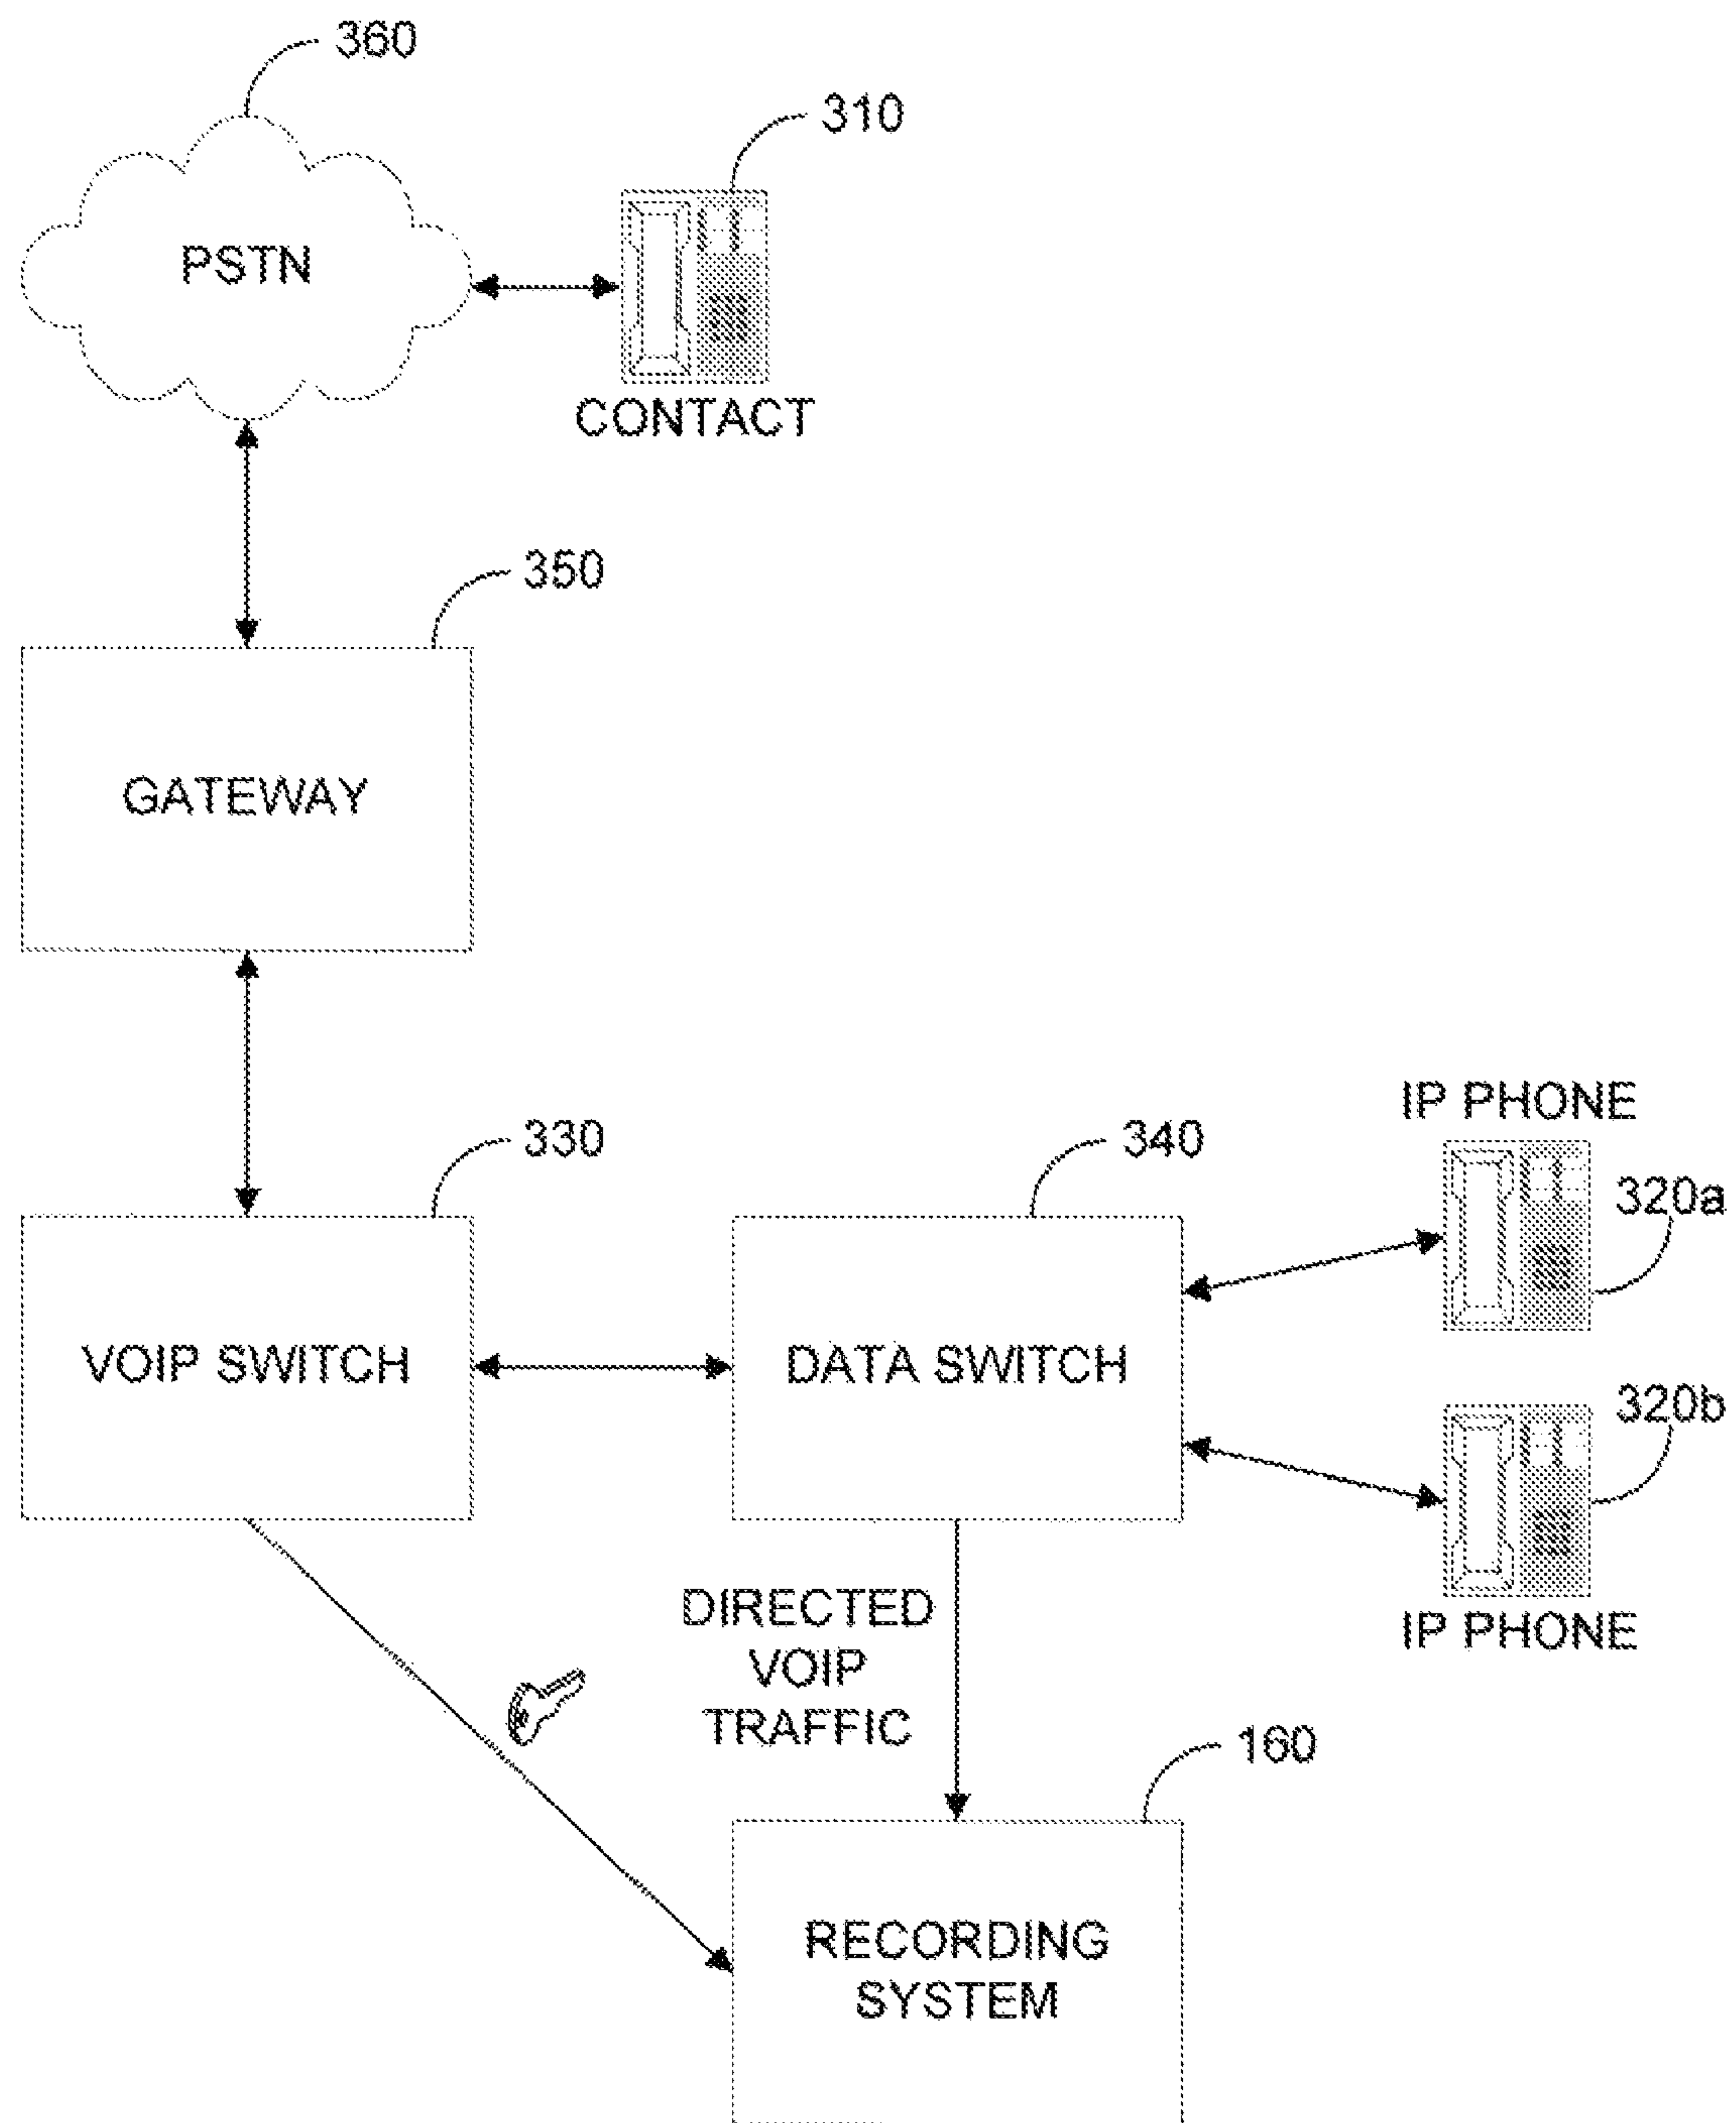 360
310
PSTN
CONTACT
350
GATEWAY
IP PHONE
330
340
320a
VOIP SWITCH
DATA SWITCH
320b
DIRECTED
VOIP
TRAFFIC
IP PHONE
160
RECORDING
SYSTEM